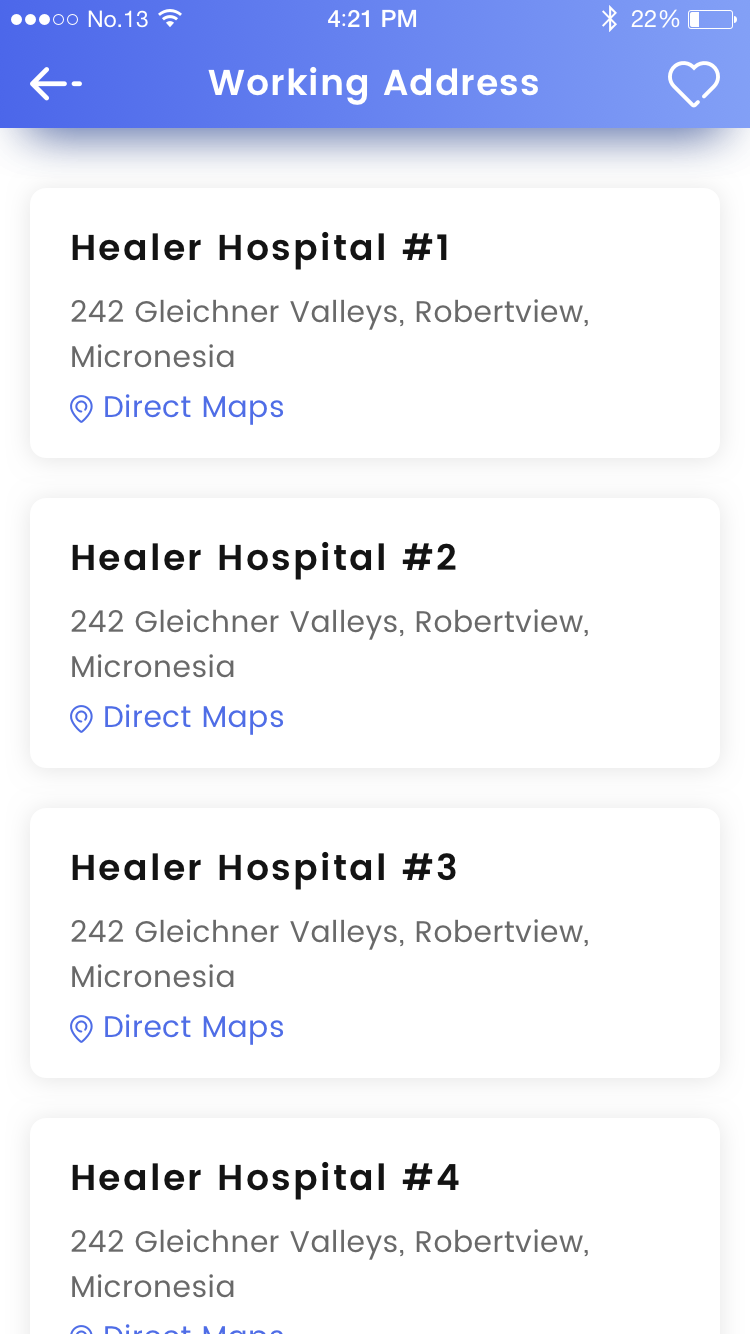 No.13 4:21 PM 22%
Working Address
Healer Hospital #1
242 Gleichner Valleys, Robertview,
Micronesia
Direct Maps
Healer Hospital #2
242 Gleichner Valleys, Robertview,
Micronesia
Direct Maps
Healer Hospital #3
242 Gleichner Valleys, Robertview,
Micronesia
Direct Maps
Healer Hospital #4
242 Gleichner Valleys, Robertview,
Micronesia
Direct Maps